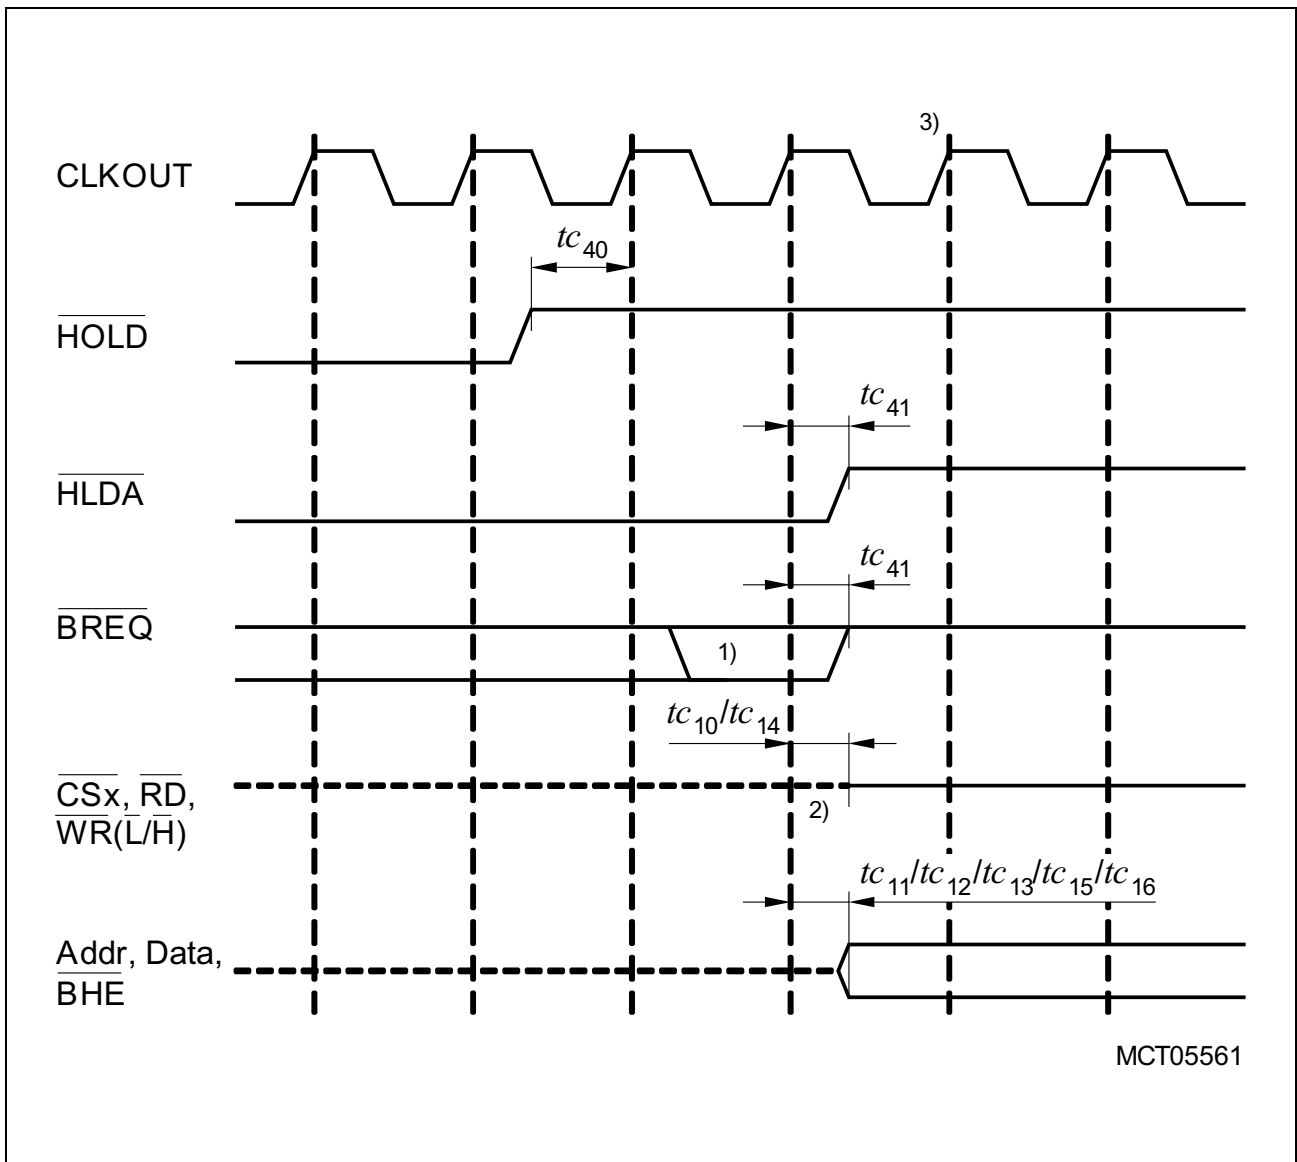 3)
CLKOUT
tc40
HOLD
tc41
HLDA
tc41
BREQ
1)
tc10/tc14
CSx, RD,
WR(L/H)
2)
tc11/tc12/tc13/tc15/tc16
Addr, Data,
BHE
MCT05561